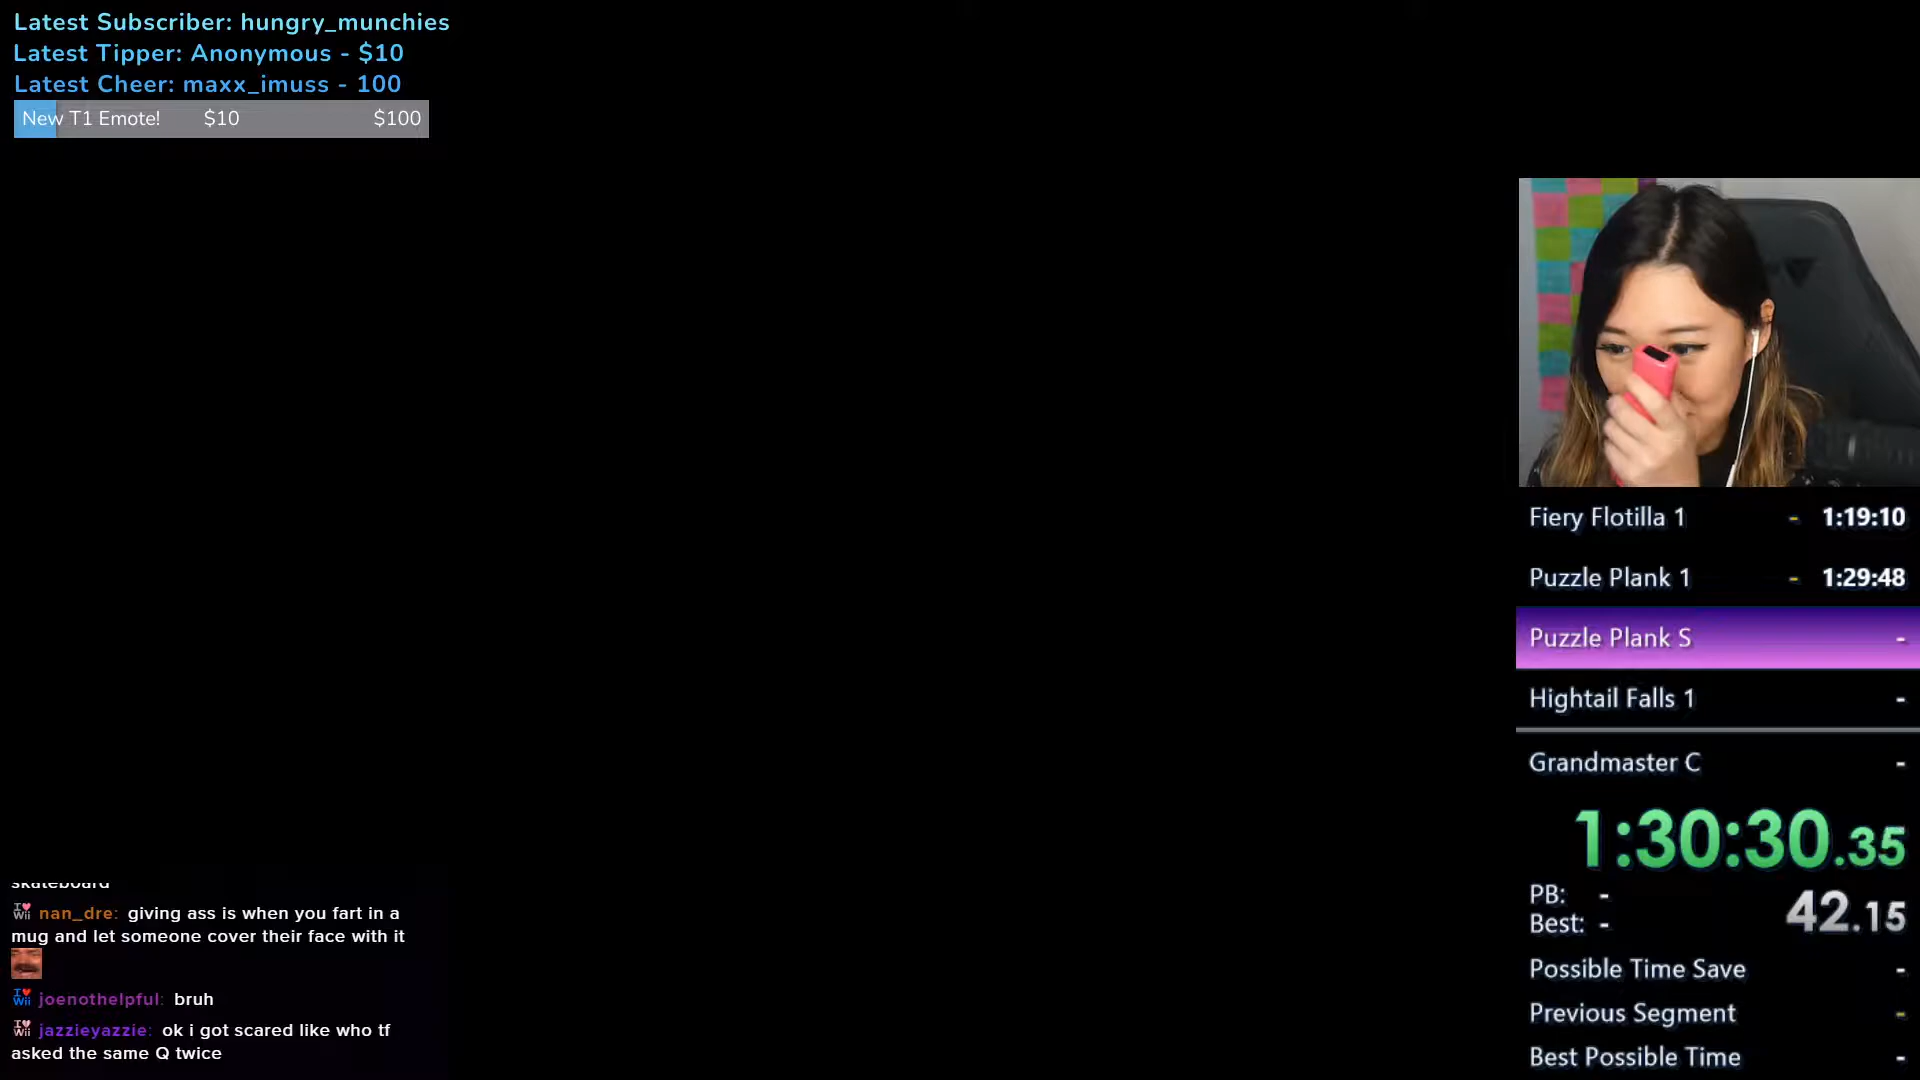 Latest Subscriber: hungry_munchies
Latest Tipper: Anonymous - $10
Latest Cheer: maxx_imuss - 100
New T1 Emote! $10 $100
Fiery Flotilla 1 - 1:19:10
Puzzle Plank 1 - 1:29:48
Puzzle Plank S -
Hightail Falls 1 -
Grandmaster C -
1:30:30.35
PB: -
42.15
Best: -
Possible Time Save -
Previous Segment -
Best Possible Time -
skateboard
nan_dre: giving ass is when you fart in a
mug and let someone cover their face with it
joenothelpful: bruh
jazzieyazzie: ok i got scared like who tf
asked the same Q twice